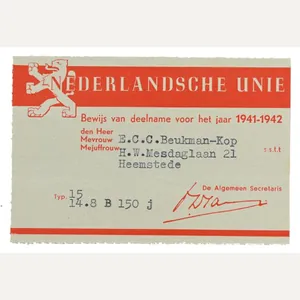 NEDERLANDSCHE UNIE
Bewijs van deelname voor het jaar 1941-1942
den Heer
Mevrouw E.C.C.Beukman-Kop
Mejuffrouw H.W.Mesdaglaan 21 s.s.t.t
Heemstede
De Algemeen Secretaris
typ. 15
14.8 B 150 j